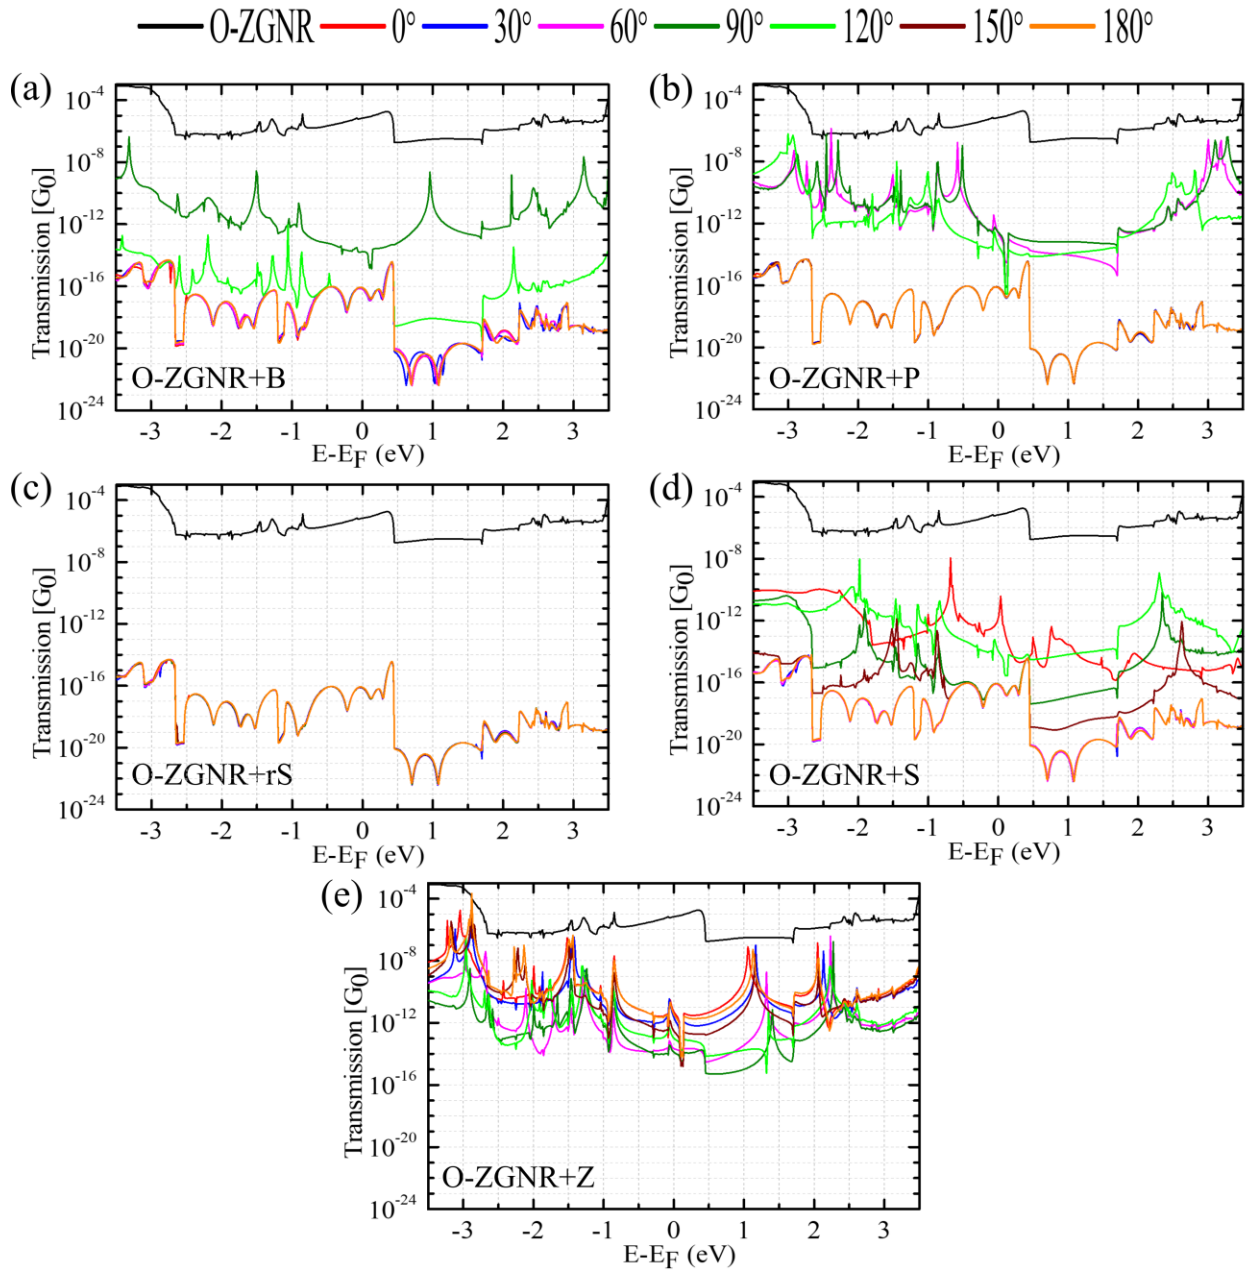 O-ZGNR 0° 30° 60° 90° 120° 150° 180°
(a)
Transmission [G0]
10-4
10-8
10-12
10-16
10-20
10-24
O-ZGNR+B
-3 -2 -1 0 1 2 3
E-EF (eV)
(b)
Transmission [G0]
10-4
10-8
10-12
10-16
10-20
10-24
O-ZGNR+P
-3 -2 -1 0 1 2 3
E-EF (eV)
(c)
Transmission [G0]
10-4
10-8
10-12
10-16
10-20
10-24
O-ZGNR+rS
-3 -2 -1 0 1 2 3
E-EF (eV)
(d)
Transmission [G0]
10-4
10-8
10-12
10-16
10-20
10-24
O-ZGNR+S
-3 -2 -1 0 1 2 3
E-EF (eV)
(e)
Transmission [G0]
10-4
10-8
10-12
10-16
10-20
10-24
O-ZGNR+Z
-3 -2 -1 0 1 2 3
E-EF (eV)